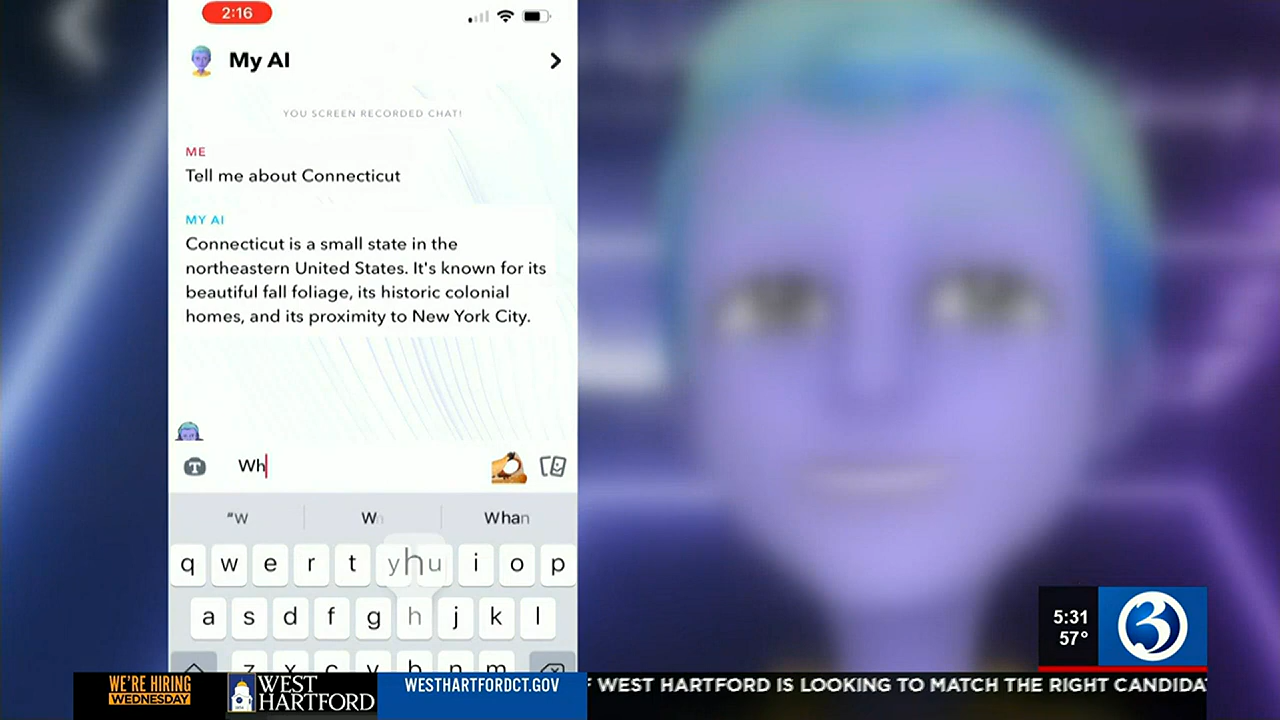 2:16
My AI
YOU SCREEN RECORDED CHAT!
ME
Tell me about Connecticut
MY AI
Connecticut is a small state in the
northeastern United States. It's known for its
beautiful fall foliage, its historic colonial
homes, and its proximity to New York City.
T
Wh
“W
Whan
q w e r t y h u i o p
a s d f g h j k l
z x c v b n m
5:31
57°
3
WE'RE HIRING
WEDNESDAY
WEST
HARTFORD
WESTHARTFORDCT.GOV
WEST HARTFORD IS LOOKING TO MATCH THE RIGHT